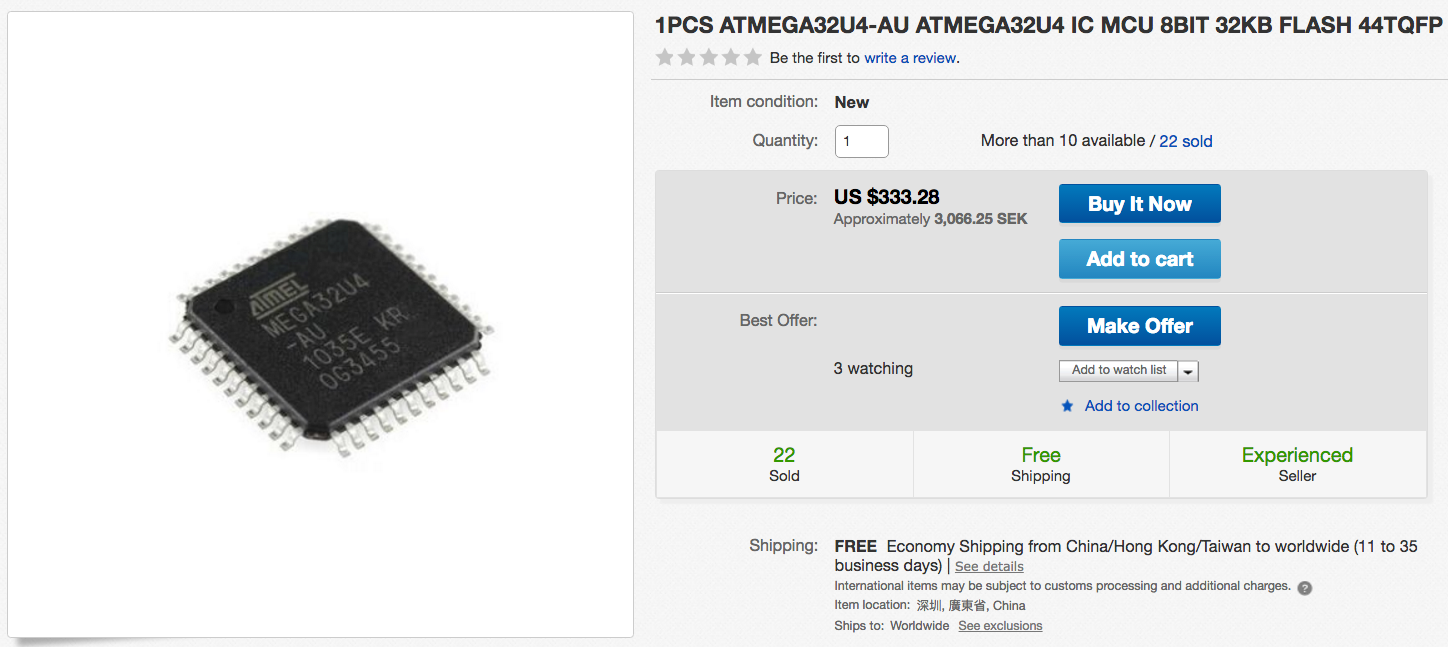 1PCS ATMEGA32U4-AU ATMEGA32U4 IC MCU 8BIT 32KB FLASH 44TQFP
Be the first to write a review.
Item condition: New
Quantity: 1 More than 10 available / 22 sold
Price: US $333.28 Buy It Now
Approximately 3,066.25 SEK
Add to cart
Best Offer: Make Offer
3 watching Add to watch list
Add to collection
22 Free Experienced
Sold Shipping Seller
Shipping: FREE Economy Shipping from China/Hong Kong/Taiwan to worldwide (11 to 35
business days) | See details
International items may be subject to customs processing and additional charges. ?
Item location: 深圳, 廣東省, China
Ships to: Worldwide See exclusions
ATMEL
MEGA32U4
-AU
1035E KR
0G3455